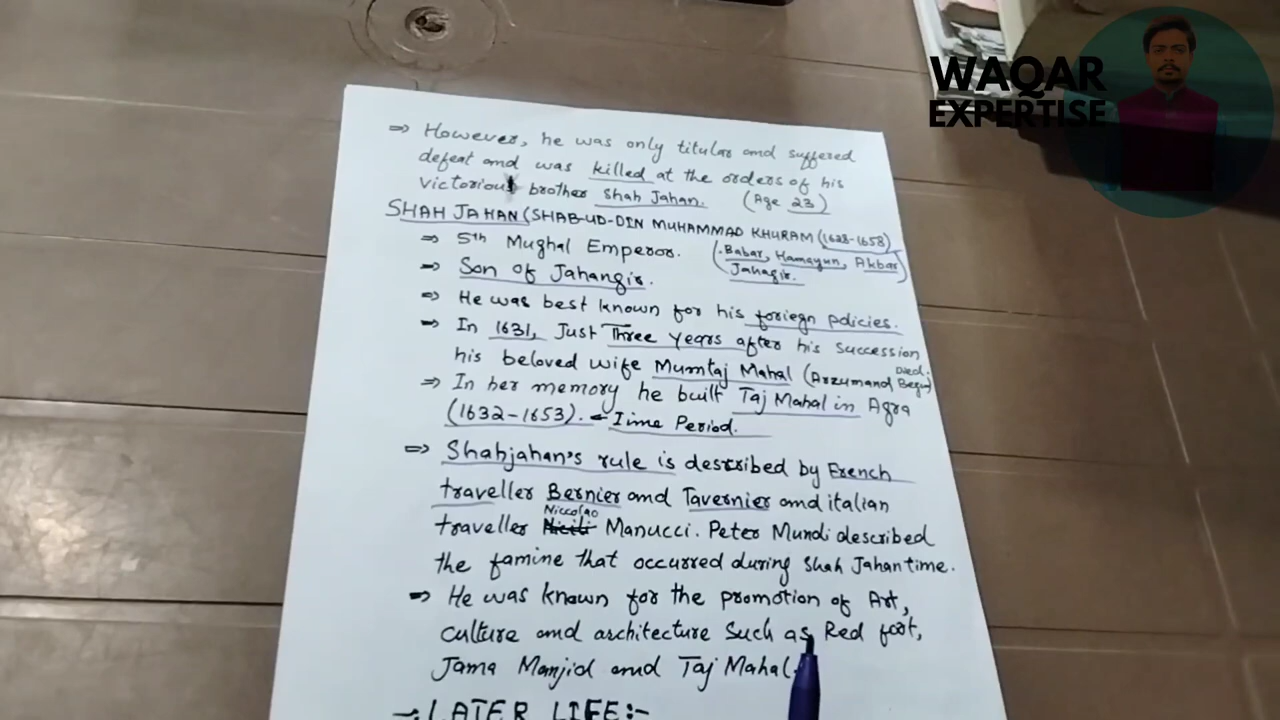 WAQAR
EXPERTISE
⇒ However, he was only titular and suffered
defeat and was killed at the orders of his
victorious brother Shah Jahan. (Age 23)
SHAH JAHAN (SHAB-UD-DIN MUHAMMAD KHURAM (1628-1658)
⇒ 5th Mughal Emperor. (.Babar, Hamayun, Akbar)
Jahagir.
⇒ Son of Jahangir.
⇒ He was best known for his foriegn policies.
⇒ In 1631, Just Three years after his succession
his beloved wife Mumtaj Mahal (Arzumand Begum) Died.
⇒ In her memory he built Taj Mahal in Agra
(1632-1653). ← Time Period.
⇒ Shahjahan's rule is described by French
traveller Bernier and Tavernier and italian
traveller Niccolao Manucci. Peter Mundi described
the famine that occurred during Shah Jahan time.
⇒ He was known for the promotion of Art,
culture and architecture such as Red foot,
Jama Manjid and Taj Mahal.
→ LATER LIFE:-